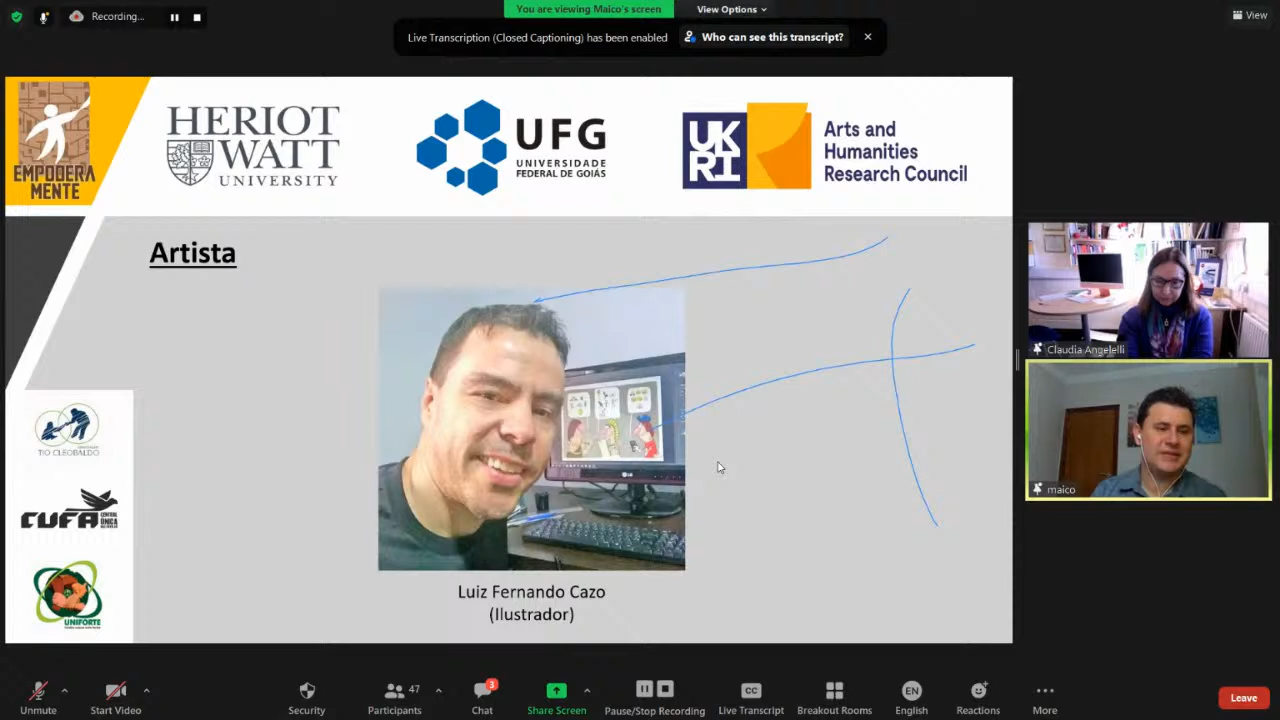 Recording...
You are viewing Maico's screen
View Options
View
Live Transcription (Closed Captioning) has been enabled
Who can see this transcript?
EMPODERA
MENTE
HERIOT
WATT
UNIVERSITY
UFG
UNIVERSIDADE
FEDERAL DE GOIÁS
UK
RI
Arts and
Humanities
Research Council
Artista
TIO CLEOBALDO
CUFA
CENTRAL
ÚNICA
UNIFORTE
LG
Luiz Fernando Cazo
(Ilustrador)
Claudia Angelelli
maico
Unmute
Start Video
Security
47
Participants
3
Chat
Share Screen
Pause/Stop Recording
CC
Live Transcript
Breakout Rooms
EN
English
Reactions
More
Leave